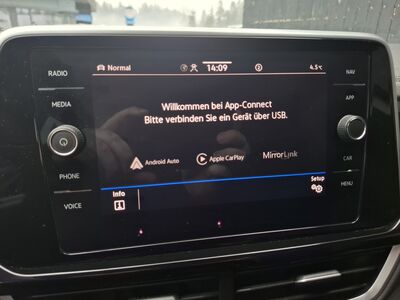 RADIO
MEDIA
PHONE
VOICE
Normal
14:09
4.5°C
Willkommen bei App-Connect
Bitte verbinden Sie ein Gerät über USB.
Android Auto
Apple CarPlay
MirrorLink
Info
Setup
NAV
APP
CAR
MENU